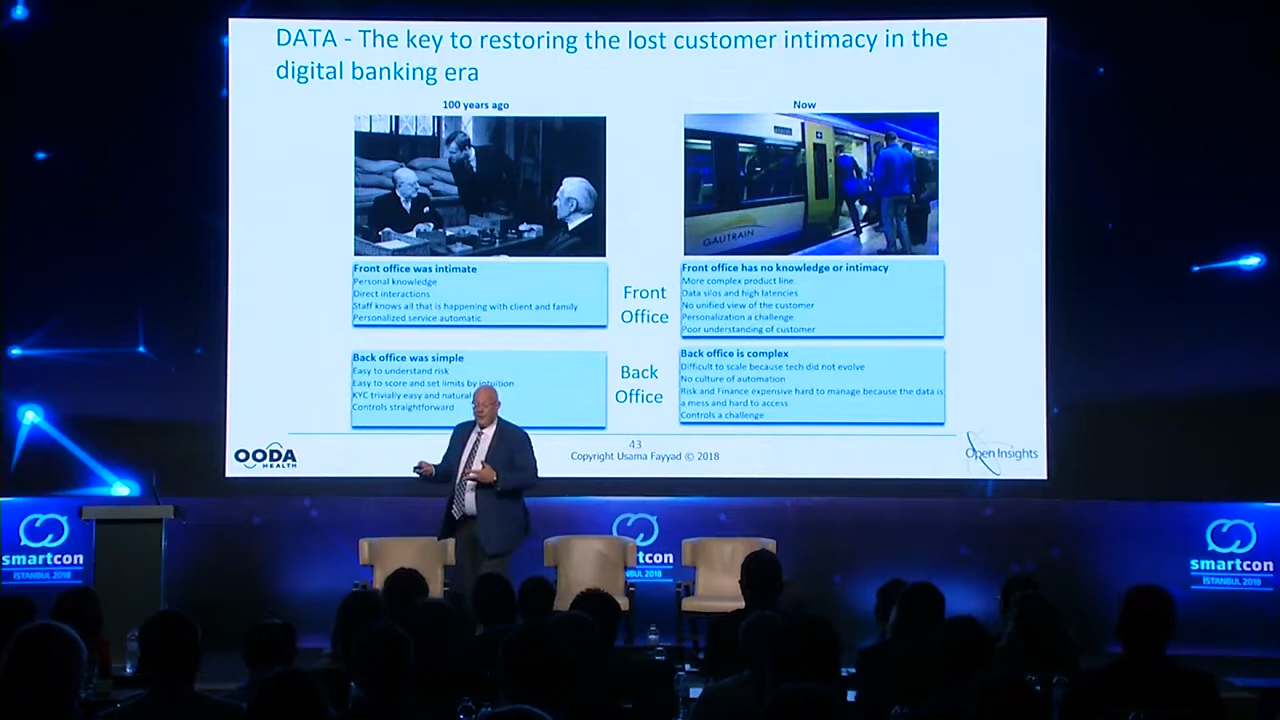 DATA - The key to restoring the lost customer intimacy in the
digital banking era
100 years ago
Now
GAUTRAIN
Front office was intimate
Personal knowledge
Direct interactions
Staff knows all that is happening with client and family
Personalized service automatic
Front
Office
Front office has no knowledge or intimacy
More complex product line
Data silos and high latencies
No unified view of the customer
Personalization a challenge
Poor understanding of customer
Back office was simple
Easy to understand risk
Easy to score and set limits by intuition
KYC trivially easy and natural
Controls straightforward
Back
Office
Back office is complex
Difficult to scale because tech did not evolve
No culture of automation
Risk and Finance expensive hard to manage because the data is
a mess and hard to access
Controls a challenge
OODA
HEALTH
43
Copyright Usama Fayyad © 2018
Open Insights
smartcon
İSTANBUL 2018
con
UL 2018
smartcon
İSTANBUL 2018